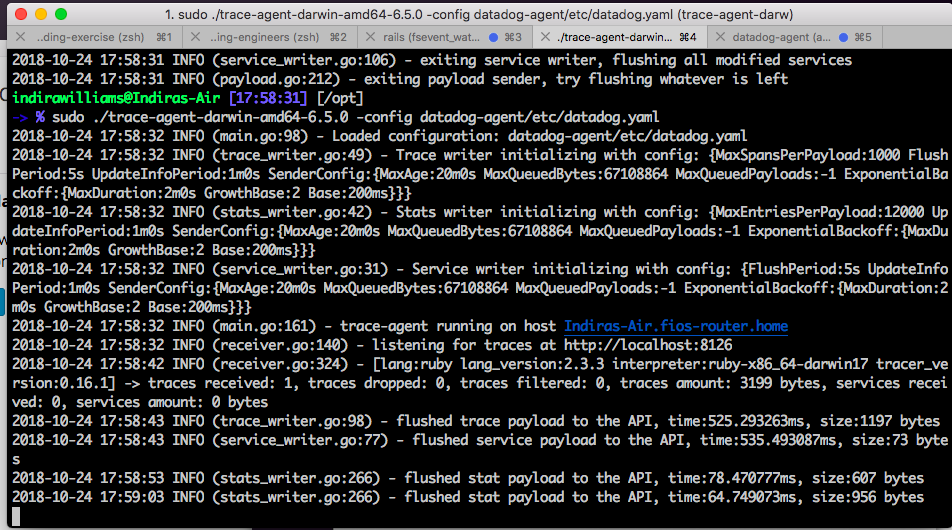 1. sudo ./trace-agent-darwin-amd64-6.5.0 -config datadog-agent/etc/datadog.yaml (trace-agent-darw)
..ding-exercise (zsh) ⌘1 ..ing-engineers (zsh) ⌘2 rails (fsevent_wat... ⌘3 ./trace-agent-darwin... ⌘4 datadog-agent (a... ⌘5
2018-10-24 17:58:31 INFO (service_writer.go:106) - exiting service writer, flushing all modified services
2018-10-24 17:58:31 INFO (payload.go:212) - exiting payload sender, try flushing whatever is left
indirawilliams@Indiras-Air [17:58:31] [/opt]
-> % sudo ./trace-agent-darwin-amd64-6.5.0 -config datadog-agent/etc/datadog.yaml
2018-10-24 17:58:32 INFO (main.go:98) - Loaded configuration: datadog-agent/etc/datadog.yaml
2018-10-24 17:58:32 INFO (trace_writer.go:49) - Trace writer initializing with config: {MaxSpansPerPayload:1000 Flush
Period:5s UpdateInfoPeriod:1m0s SenderConfig:{MaxAge:20m0s MaxQueuedBytes:67108864 MaxQueuedPayloads:-1 ExponentialBa
ckoff:{MaxDuration:2m0s GrowthBase:2 Base:200ms}}}
2018-10-24 17:58:32 INFO (stats_writer.go:42) - Stats writer initializing with config: {MaxEntriesPerPayload:12000 Up
dateInfoPeriod:1m0s SenderConfig:{MaxAge:20m0s MaxQueuedBytes:67108864 MaxQueuedPayloads:-1 ExponentialBackoff:{MaxDu
ration:2m0s GrowthBase:2 Base:200ms}}}
2018-10-24 17:58:32 INFO (service_writer.go:31) - Service writer initializing with config: {FlushPeriod:5s UpdateInfo
Period:1m0s SenderConfig:{MaxAge:20m0s MaxQueuedBytes:67108864 MaxQueuedPayloads:-1 ExponentialBackoff:{MaxDuration:2
m0s GrowthBase:2 Base:200ms}}}
2018-10-24 17:58:32 INFO (main.go:161) - trace-agent running on host Indiras-Air.fios-router.home
2018-10-24 17:58:32 INFO (receiver.go:140) - listening for traces at http://localhost:8126
2018-10-24 17:58:42 INFO (receiver.go:324) - [lang:ruby lang_version:2.3.3 interpreter:ruby-x86_64-darwin17 tracer_ve
rsion:0.16.1] -> traces received: 1, traces dropped: 0, traces filtered: 0, traces amount: 3199 bytes, services recei
ved: 0, services amount: 0 bytes
2018-10-24 17:58:43 INFO (trace_writer.go:98) - flushed trace payload to the API, time:525.293263ms, size:1197 bytes
2018-10-24 17:58:43 INFO (service_writer.go:77) - flushed service payload to the API, time:535.493087ms, size:73 byte
s
2018-10-24 17:58:53 INFO (stats_writer.go:266) - flushed stat payload to the API, time:78.470777ms, size:607 bytes
2018-10-24 17:59:03 INFO (stats_writer.go:266) - flushed stat payload to the API, time:64.749073ms, size:956 bytes